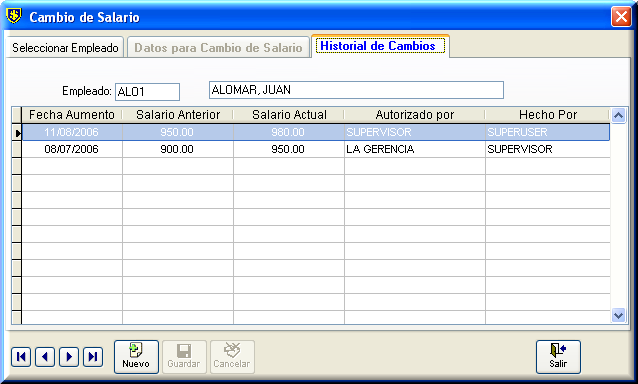 Cambio de Salario
Seleccionar Empleado Datos para Cambio de Salario Historial de Cambios
Empleado: AL01 ALOMAR, JUAN
Fecha Aumento Salario Anterior Salario Actual Autorizado por Hecho Por
11/08/2006 950.00 980.00 SUPERVISOR SUPERUSER
08/07/2006 900.00 950.00 LA GERENCIA SUPERVISOR
Nuevo Guardar Cancelar Salir